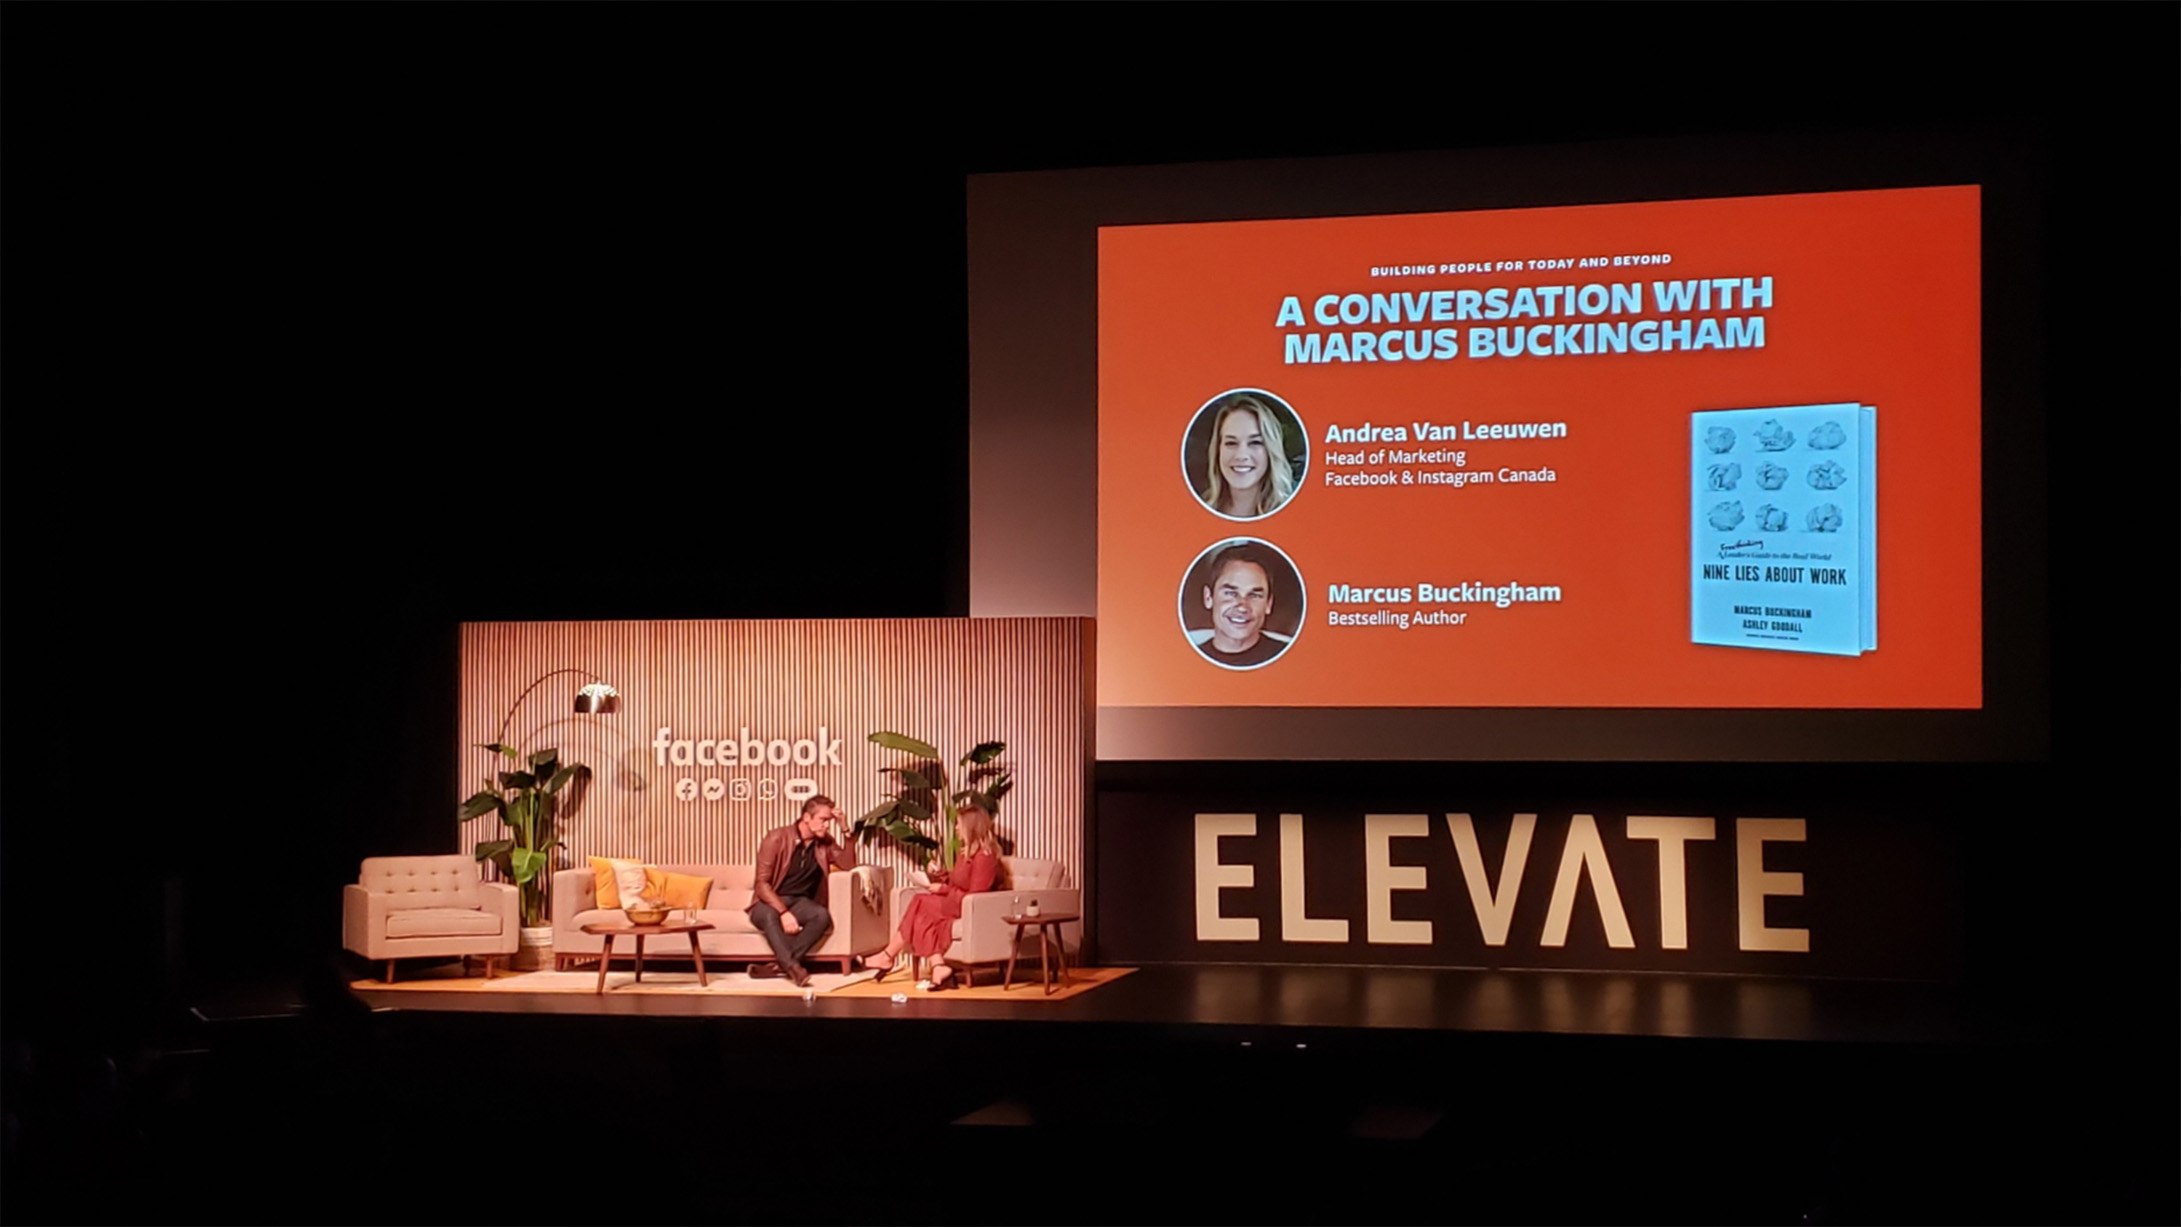 BUILDING PEOPLE FOR TODAY AND BEYOND
A CONVERSATION WITH
MARCUS BUCKINGHAM
Andrea Van Leeuwen
Head of Marketing
Facebook & Instagram Canada
Marcus Buckingham
Bestselling Author
Freethinking
A Leader's Guide to the Real World
NINE LIES ABOUT WORK
MARCUS BUCKINGHAM
ASHLEY GOODALL
facebook
ELEVATE